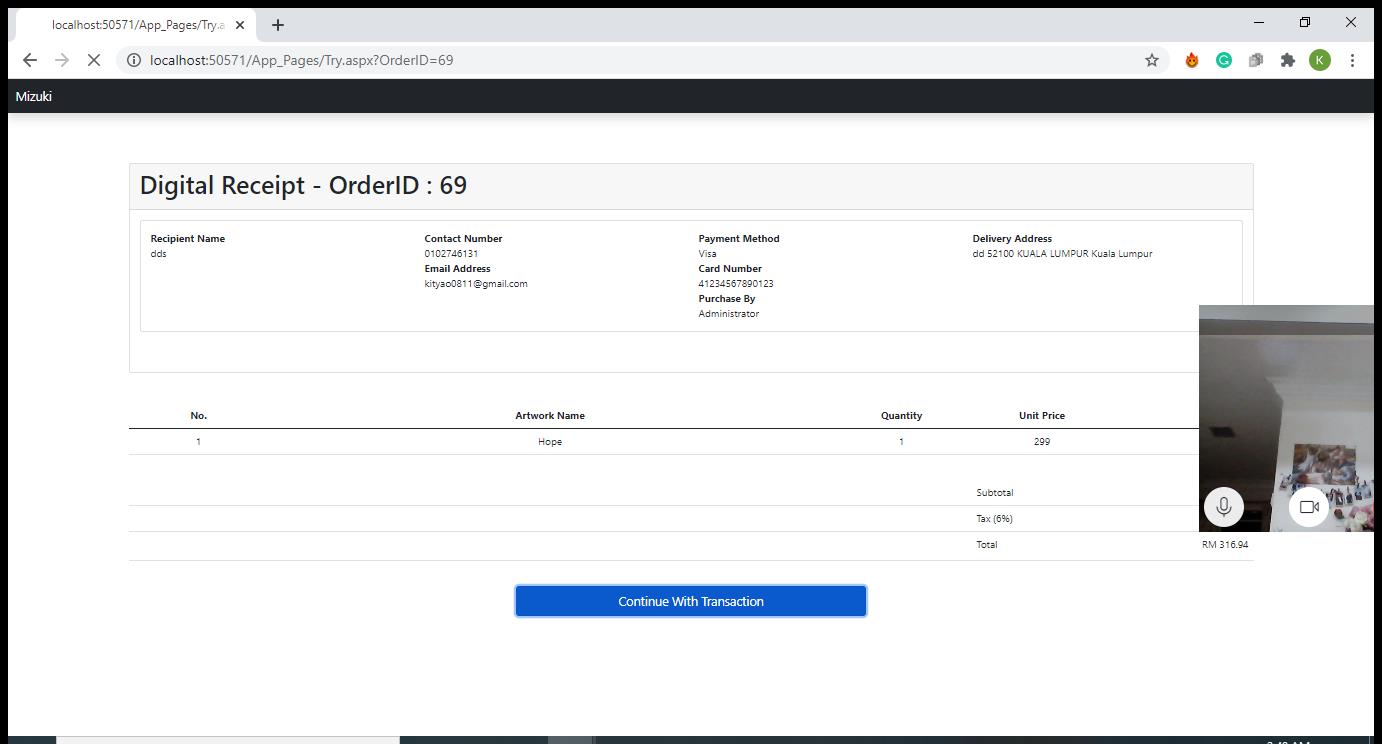 localhost:50571/App_Pages/Try.a
localhost:50571/App_Pages/Try.aspx?OrderID=69
K
Mizuki
Digital Receipt - OrderID : 69
Recipient Name
dds
Contact Number
0102746131
Email Address
kityao0811@gmail.com
Payment Method
Visa
Card Number
41234567890123
Purchase By
Administrator
Delivery Address
dd 52100 KUALA LUMPUR Kuala Lumpur
No. Artwork Name Quantity Unit Price
1 Hope 1 299
Subtotal
Tax (6%)
Total RM 316.94
Continue With Transaction